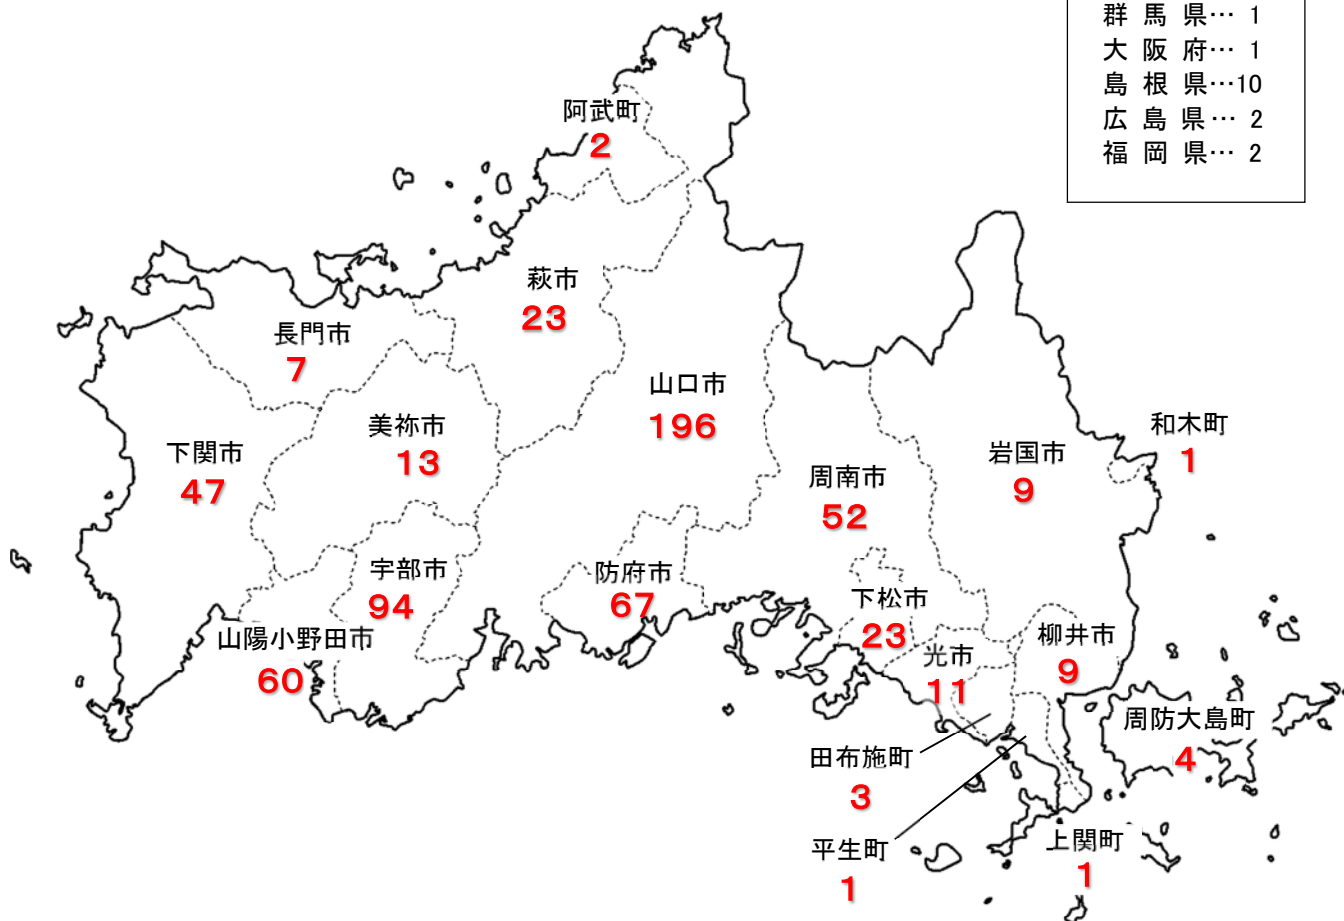 群馬県… 1
大阪府… 1
島根県…10
広島県… 2
福岡県… 2
阿武町
2
萩市
23
長門市
7
山口市
196
美祢市
13
下関市
47
和木町
1
岩国市
9
周南市
52
宇部市
94
防府市
67
下松市
23
山陽小野田市
60
光市
11
柳井市
9
周防大島町
4
田布施町
3
平生町
1
上関町
1